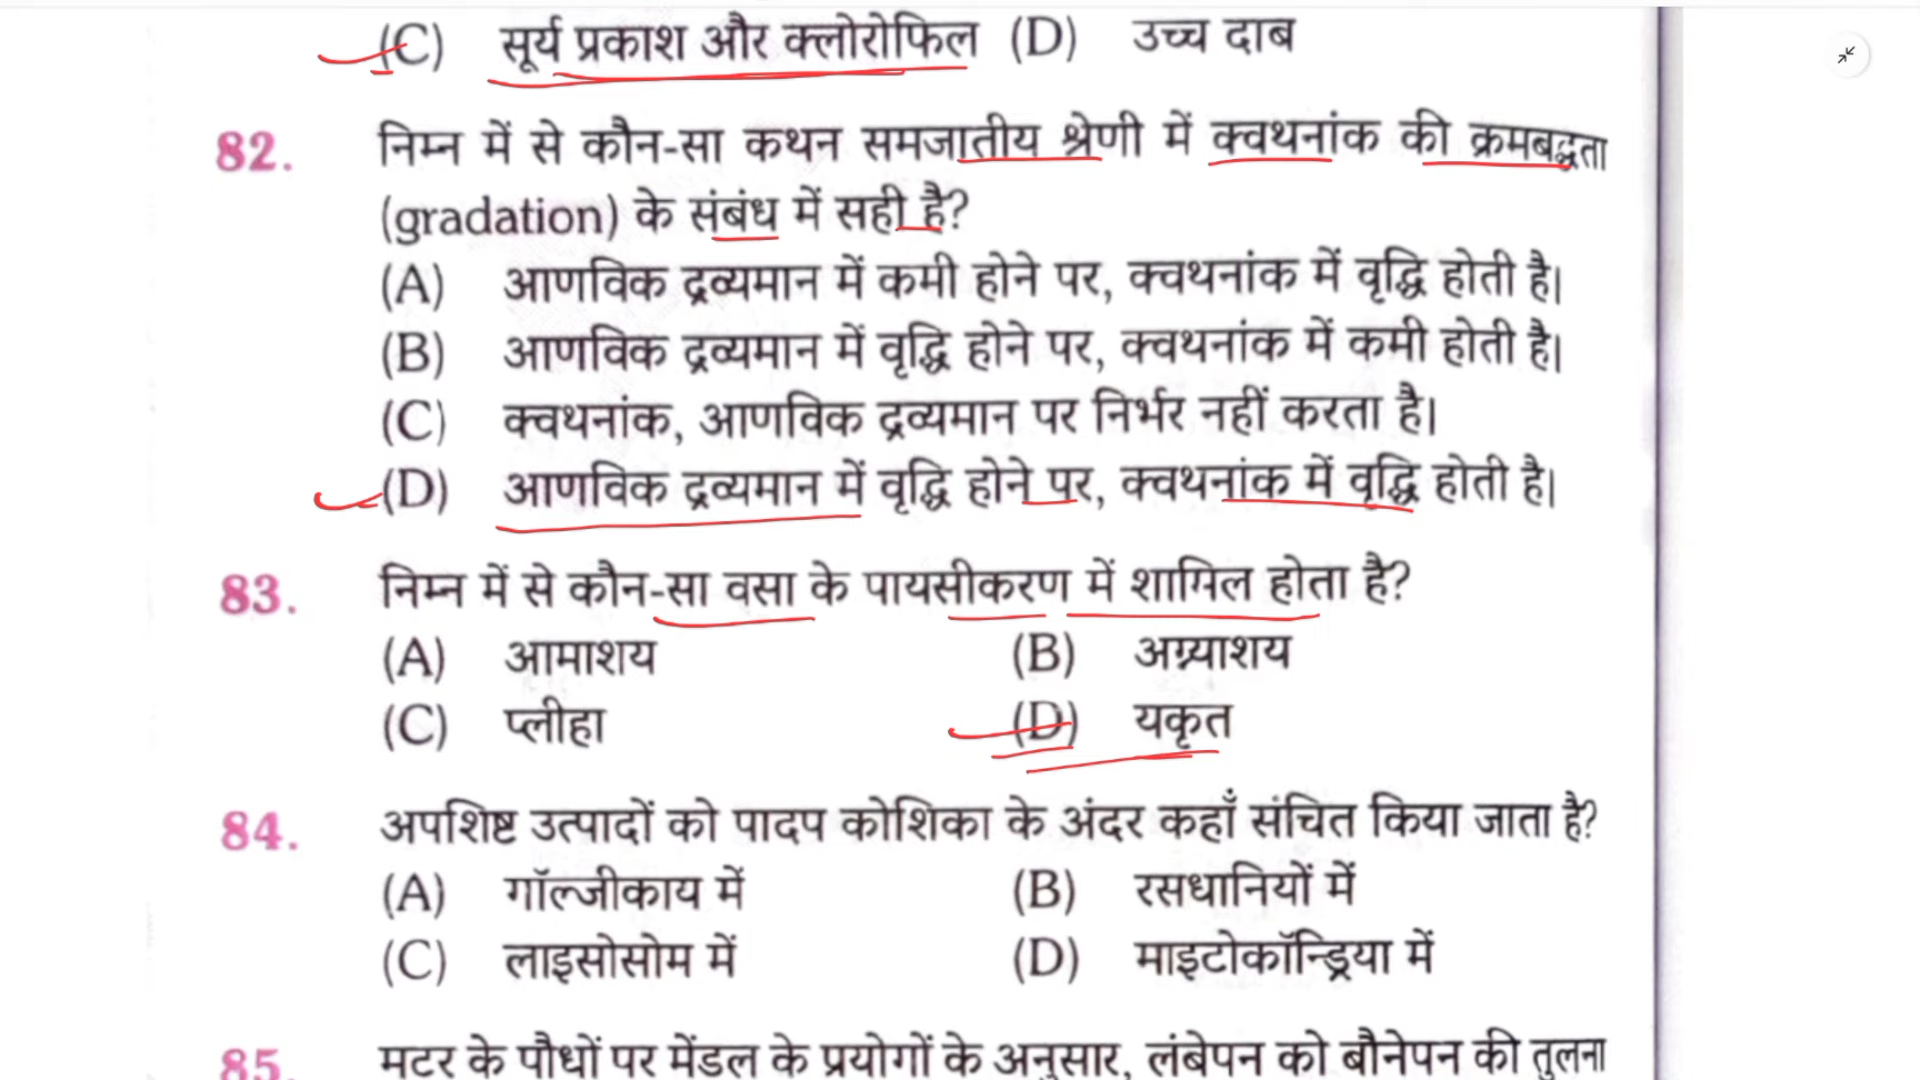 (C) सूर्य प्रकाश और क्लोरोफिल (D) उच्च दाब
82. निम्न में से कौन-सा कथन समजातीय श्रेणी में क्वथनांक की क्रमबद्धता
(gradation) के संबंध में सही है?
(A) आणविक द्रव्यमान में कमी होने पर, क्वथनांक में वृद्धि होती है।
(B) आणविक द्रव्यमान में वृद्धि होने पर, क्वथनांक में कमी होती है।
(C) क्वथनांक, आणविक द्रव्यमान पर निर्भर नहीं करता है।
(D) आणविक द्रव्यमान में वृद्धि होने पर, क्वथनांक में वृद्धि होती है।
83. निम्न में से कौन-सा वसा के पायसीकरण में शामिल होता है?
(A) आमाशय (B) अग्न्याशय
(C) प्लीहा (D) यकृत
84. अपशिष्ट उत्पादों को पादप कोशिका के अंदर कहाँ संचित किया जाता है?
(A) गॉल्जीकाय में (B) रसधानियों में
(C) लाइसोसोम में (D) माइटोकॉन्ड्रिया में
85. मटर के पौधों पर मेंडल के प्रयोगों के अनुसार, लंबेपन को बौनेपन की तुलना